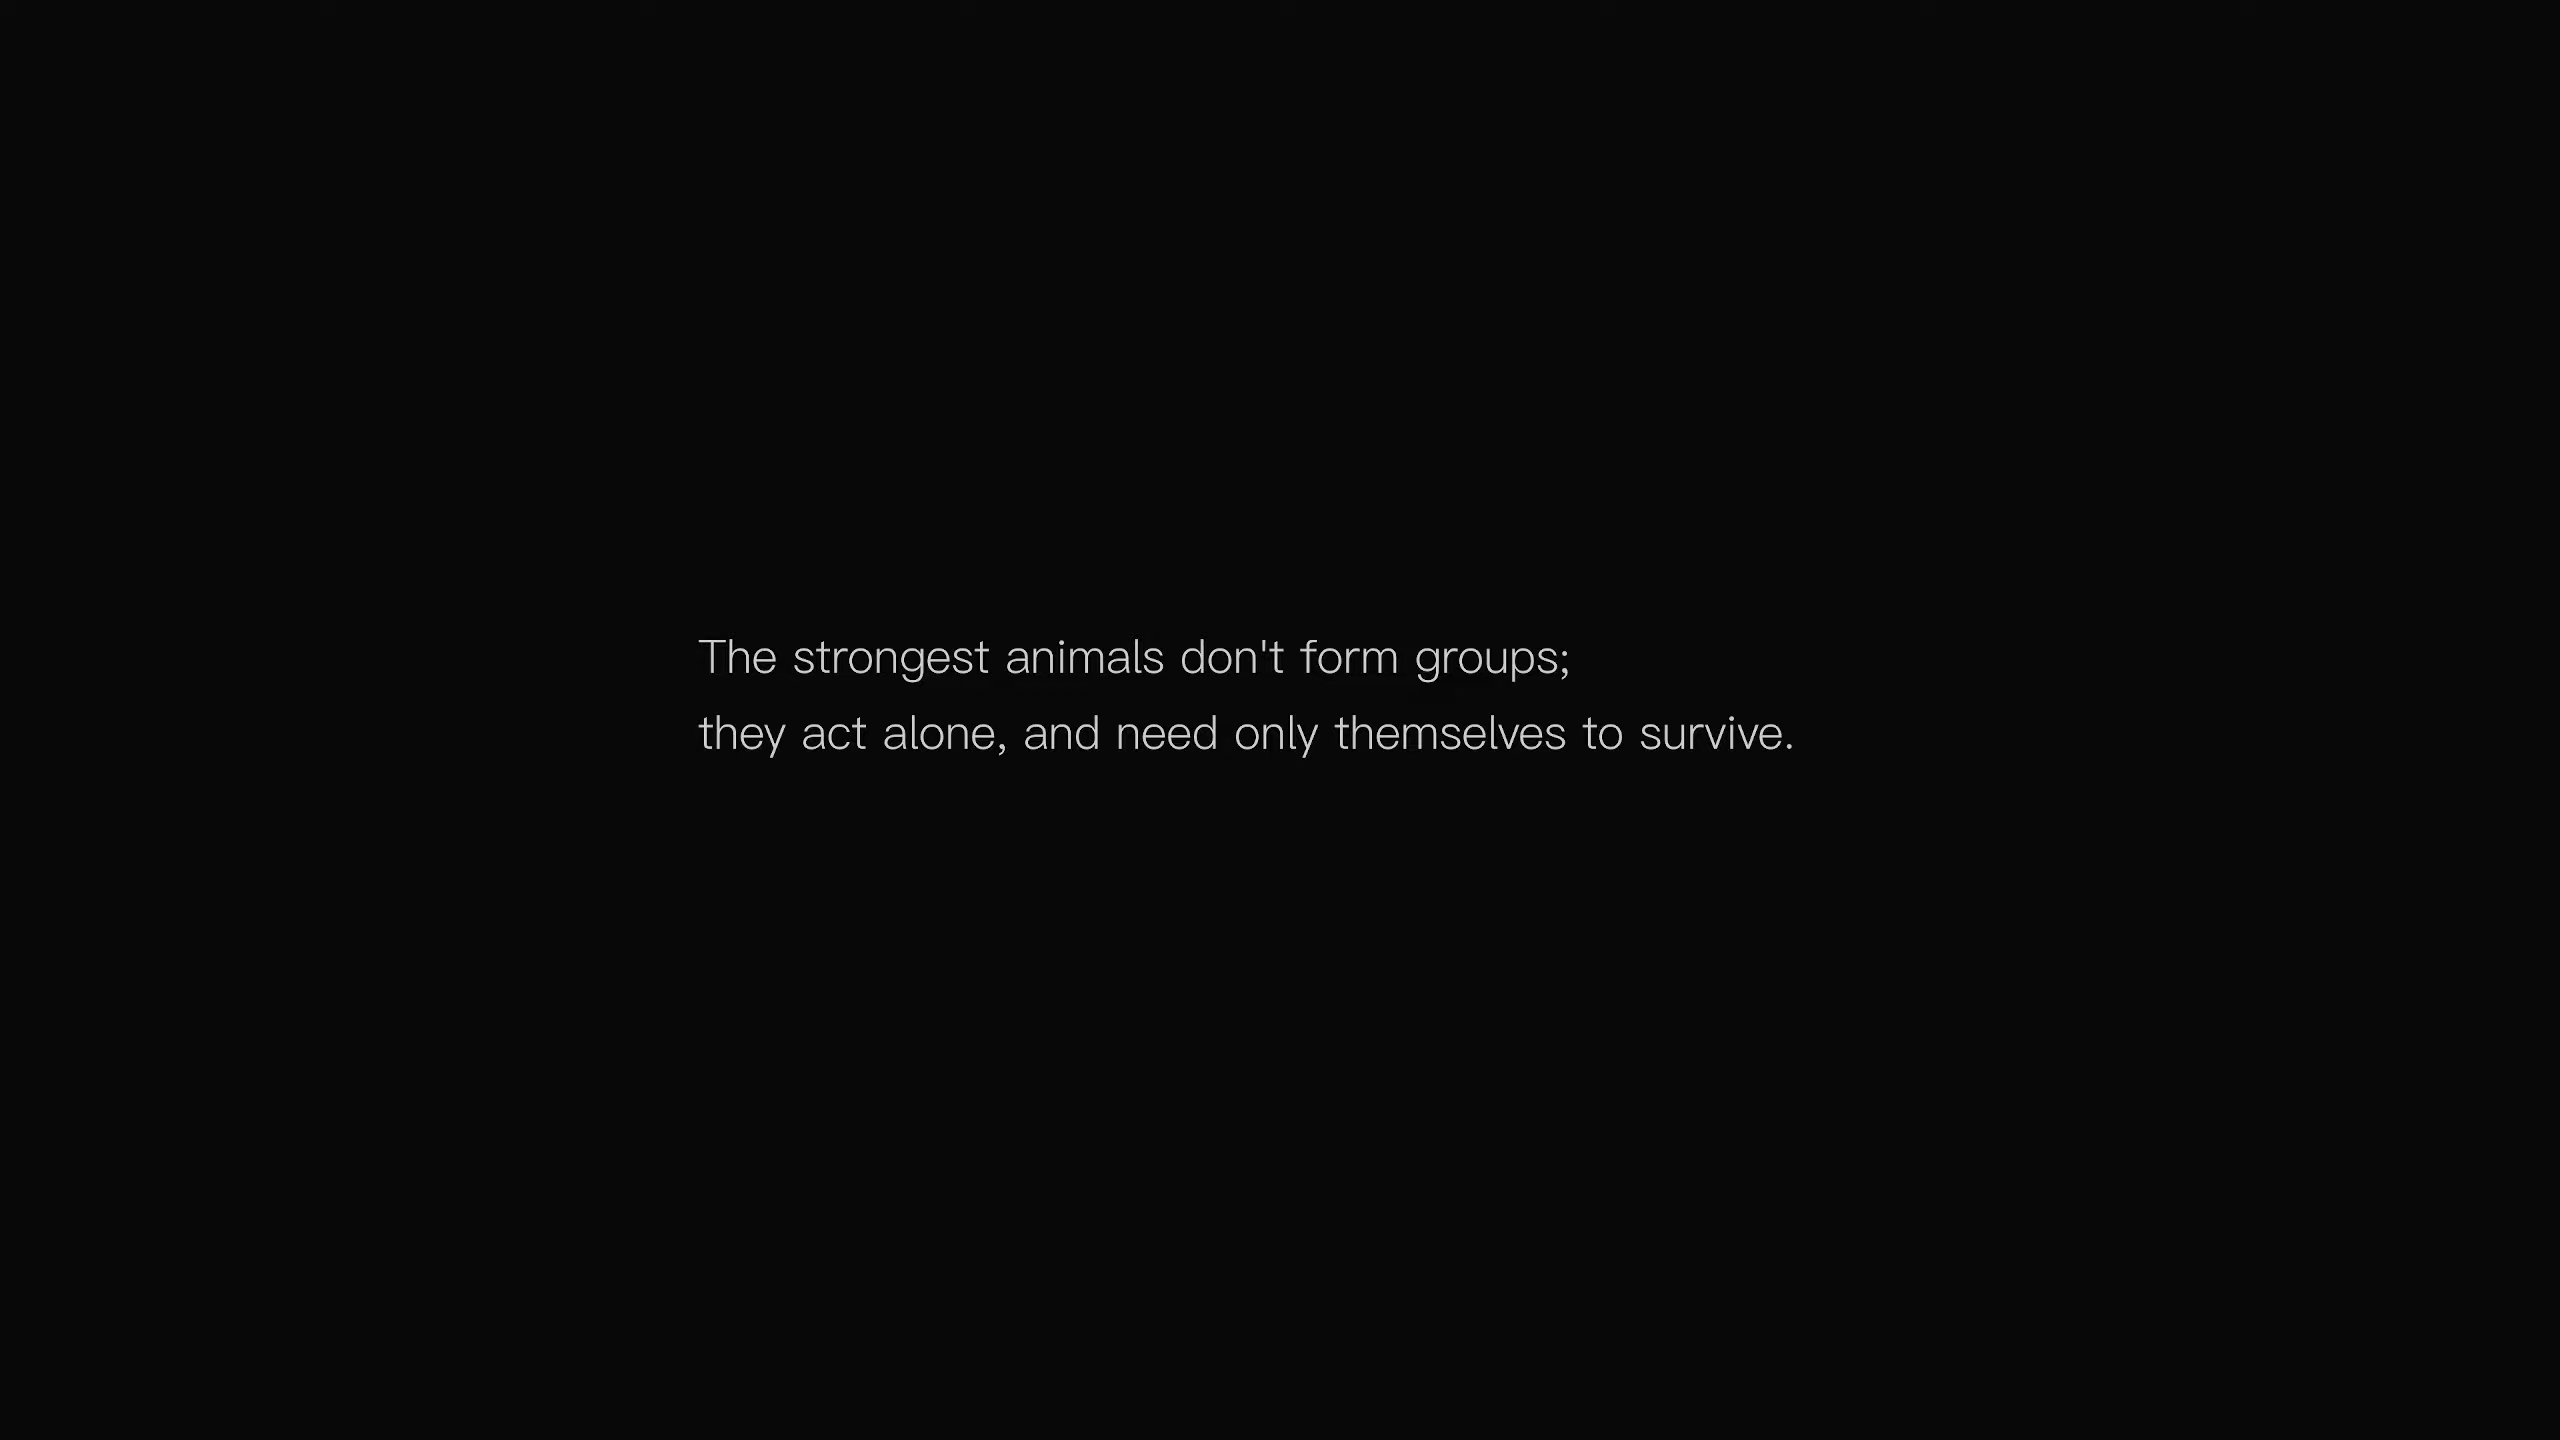 The strongest animals don't form groups;
they act alone, and need only themselves to survive.